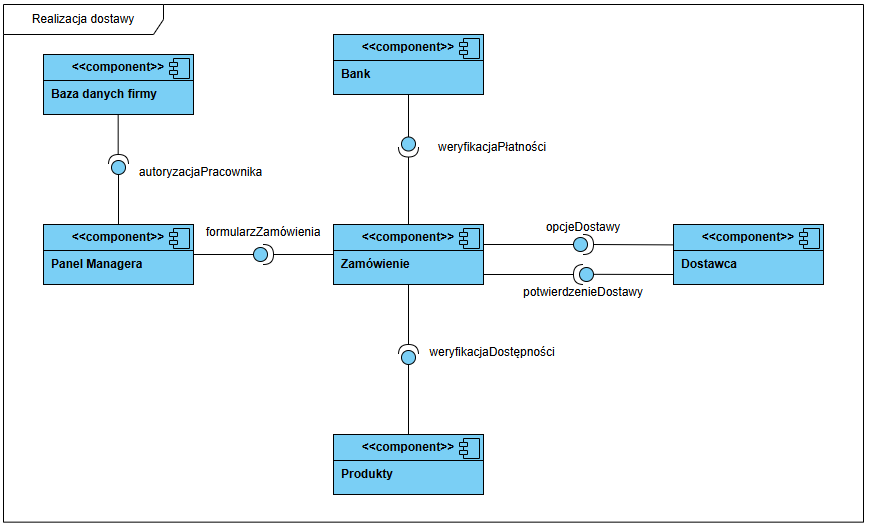 Realizacja dostawy
<<component>>
Baza danych firmy
<<component>>
Bank
autoryzacjaPracownika
weryfikacjaPłatności
<<component>>
Panel Managera
formularzZamówienia
<<component>>
Zamówienie
opcjeDostawy
potwierdzenieDostawy
<<component>>
Dostawca
weryfikacjaDostępności
<<component>>
Produkty